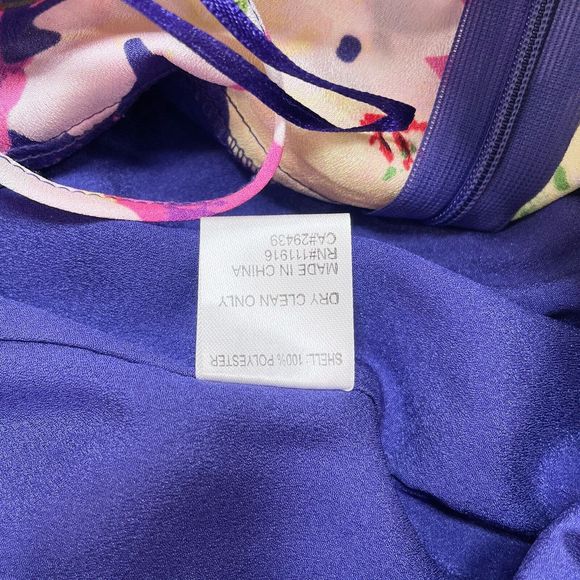 SHELL: 100% POLYESTER
DRY CLEAN ONLY
MADE IN CHINA
RN#111916
CA#29439